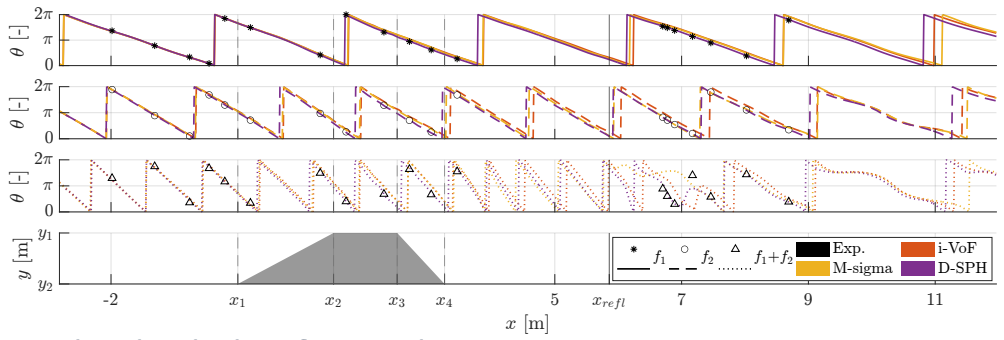 2π
π
0
θ [-]
2π
π
0
θ [-]
2π
π
0
θ [-]
y₁
y₂
y [m]
f₁ f₂ f₁+f₂
Exp. i-VoF
M-sigma D-SPH
-2 x₁ x₂ x₃ x₄ 5 x_refl 7 9 11
x [m]